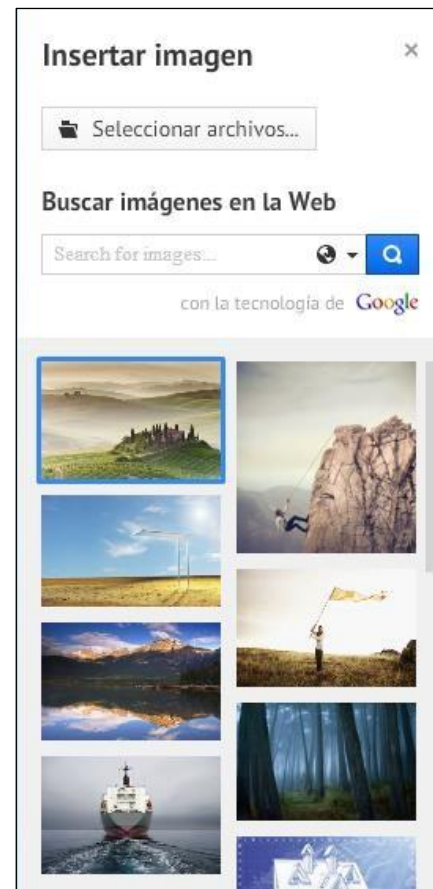 Insertar imagen
Seleccionar archivos...
Buscar imágenes en la Web
Search for images...
con la tecnología de Google